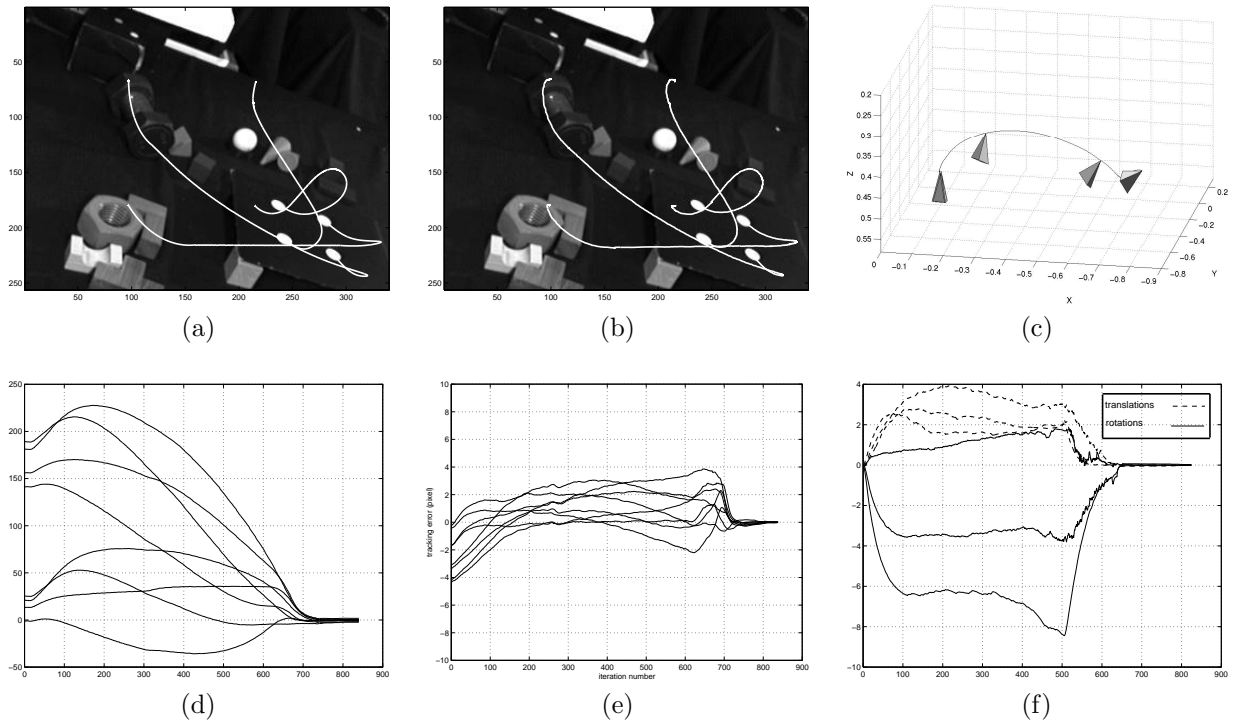 50
100
150
200
250
50 100 150 200 250 300
(a)
50
100
150
200
250
50 100 150 200 250 300
(b)
0.2
0.25
0.3
0.35
0.4
0.45
0.5
0.55
Z
0 −0.1 −0.2 −0.3 −0.4 −0.5 −0.6 −0.7 −0.8 −0.9
X
0.2
0
−0.2
−0.4
−0.6
−0.8
Y
(c)
250
200
150
100
50
0
−50
0 100 200 300 400 500 600 700 800 900
(d)
10
8
6
4
2
0
−2
−4
−6
−8
−10
tracking error (pixel)
0 100 200 300 400 500 600 700 800 900
iteration number
(e)
4
2
0
−2
−4
−6
−8
−10
translations
rotations
0 100 200 300 400 500 600 700 800 900
(f)